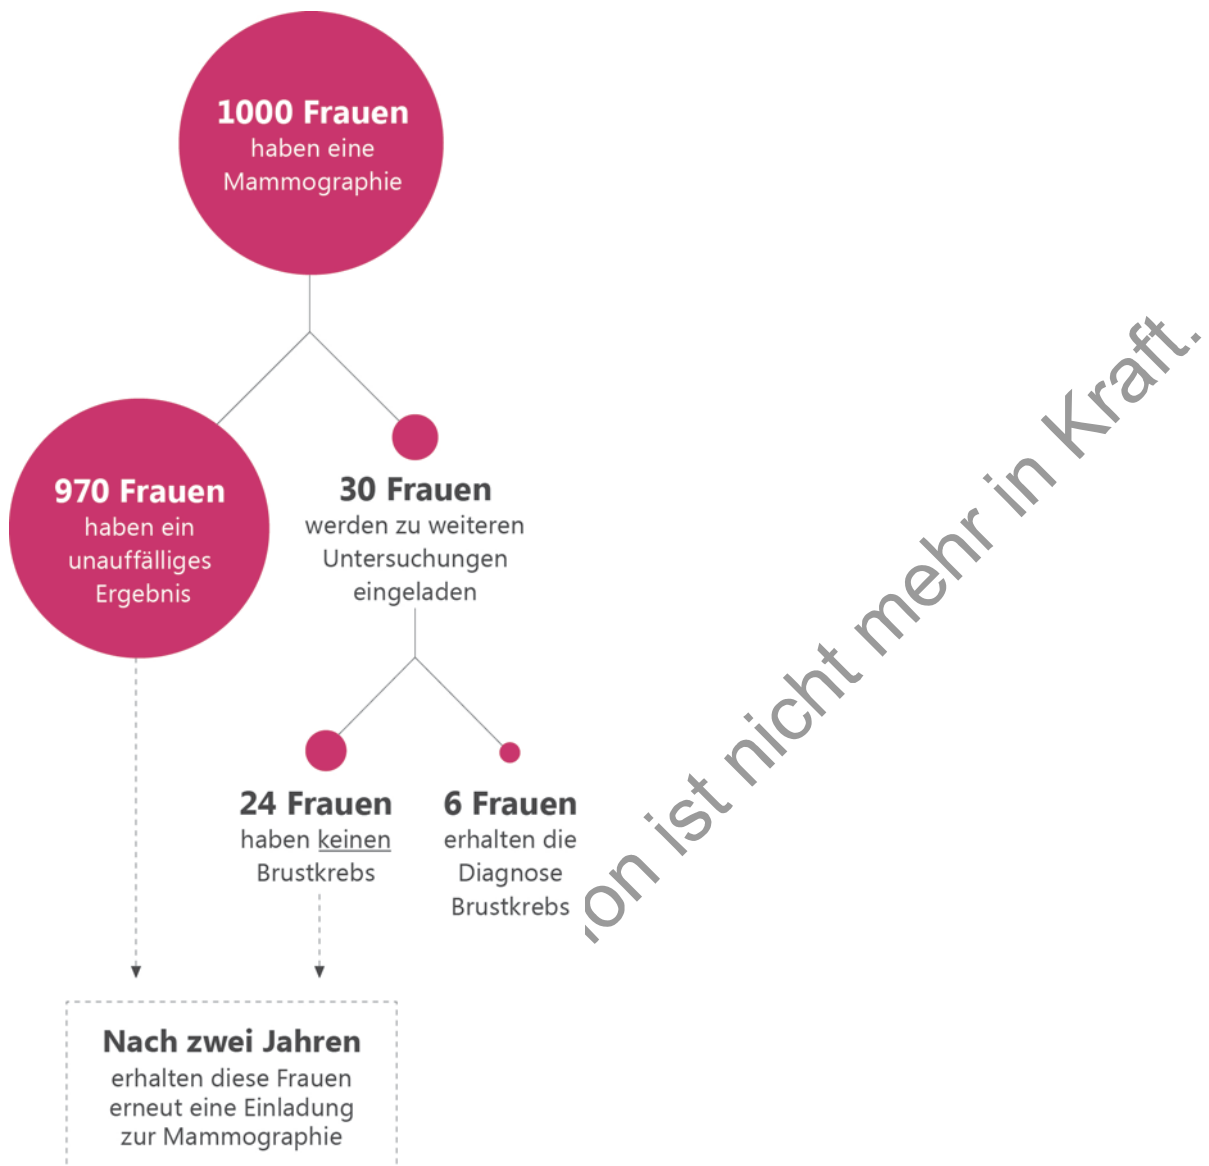 1000 Frauen
haben eine
Mammographie
970 Frauen
haben ein
unauffälliges
Ergebnis
30 Frauen
werden zu weiteren
Untersuchungen
eingeladen
24 Frauen
haben keinen
Brustkrebs
6 Frauen
erhalten die
Diagnose
Brustkrebs
Nach zwei Jahren
erhalten diese Frauen
erneut eine Einladung
zur Mammographie
ist nicht mehr in Kraft.